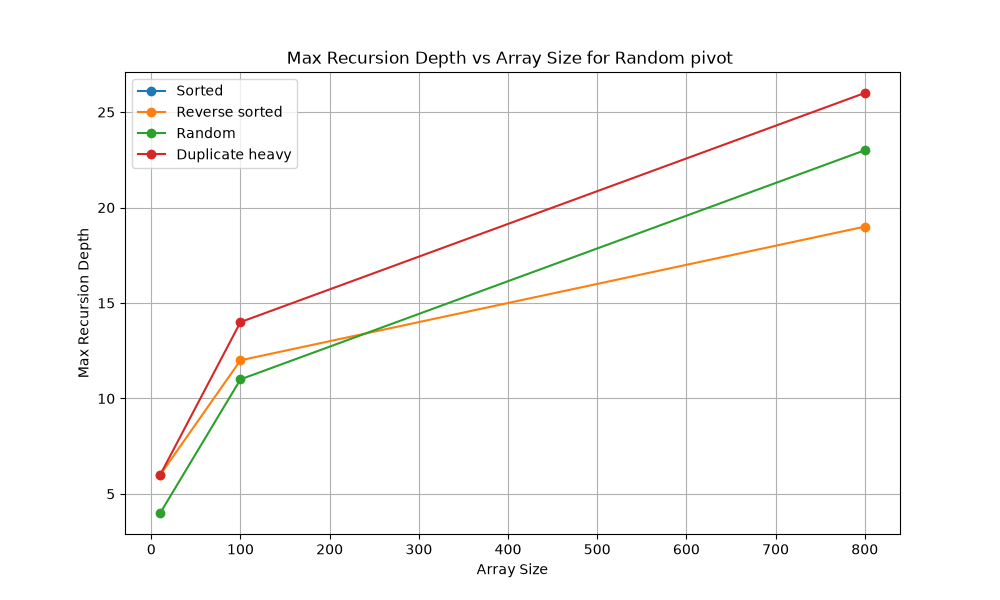 Max Recursion Depth vs Array Size for Random pivot
Sorted
Reverse sorted
Random
Duplicate heavy
25
20
15
10
5
Max Recursion Depth
0 100 200 300 400 500 600 700 800
Array Size